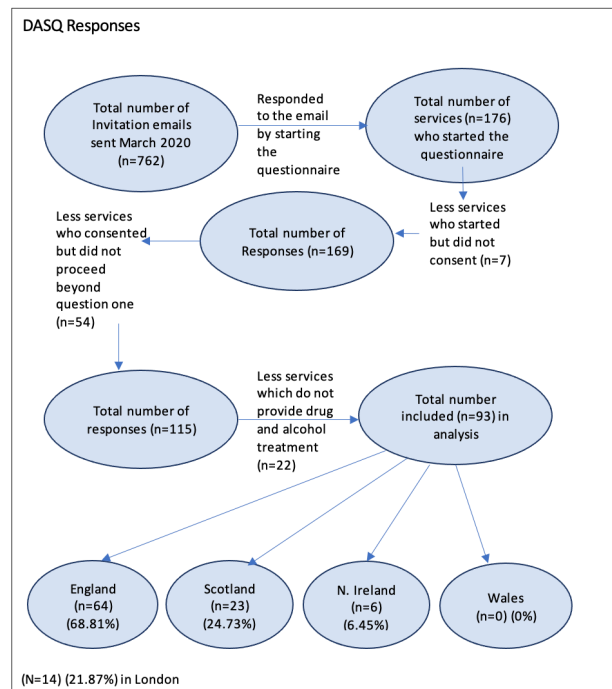 DASQ Responses
Total number of
Invitation emails
sent March 2020
(n=762)
Responded
to the email
by starting
the
questionnaire
Total number of
services (n=176)
who started the
questionnaire
Less services
who started
but did not
consent (n=7)
Total number of
Responses (n=169)
Less services
who consented
but did not
proceed
beyond
question one
(n=54)
Total number of
responses (n=115)
Less services
which do not
provide drug
and alcohol
treatment
(n=22)
Total number
included (n=93) in
analysis
England
(n=64)
(68.81%)
Scotland
(n=23)
(24.73%)
N. Ireland
(n=6)
(6.45%)
Wales
(n=0) (0%)
(N=14) (21.87%) in London